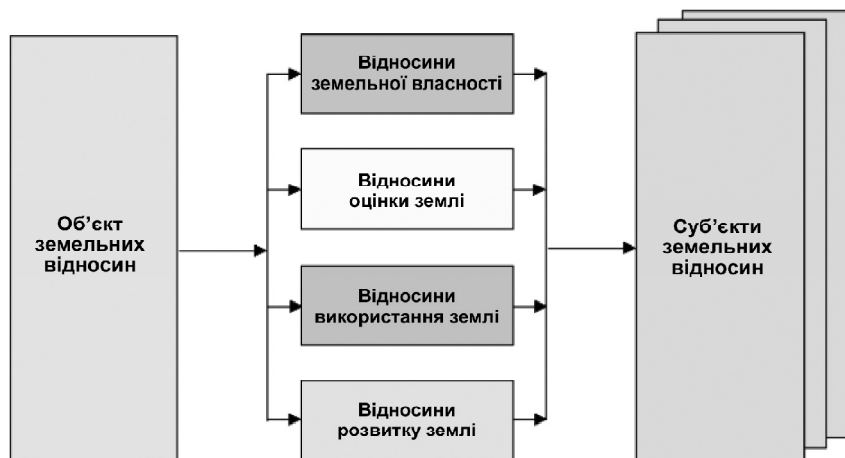 Об’єкт
земельних
відносин
Відносини
земельної власності
Відносини
оцінки землі
Відносини
використання землі
Відносини
розвитку землі
Суб’єкти
земельних
відносин